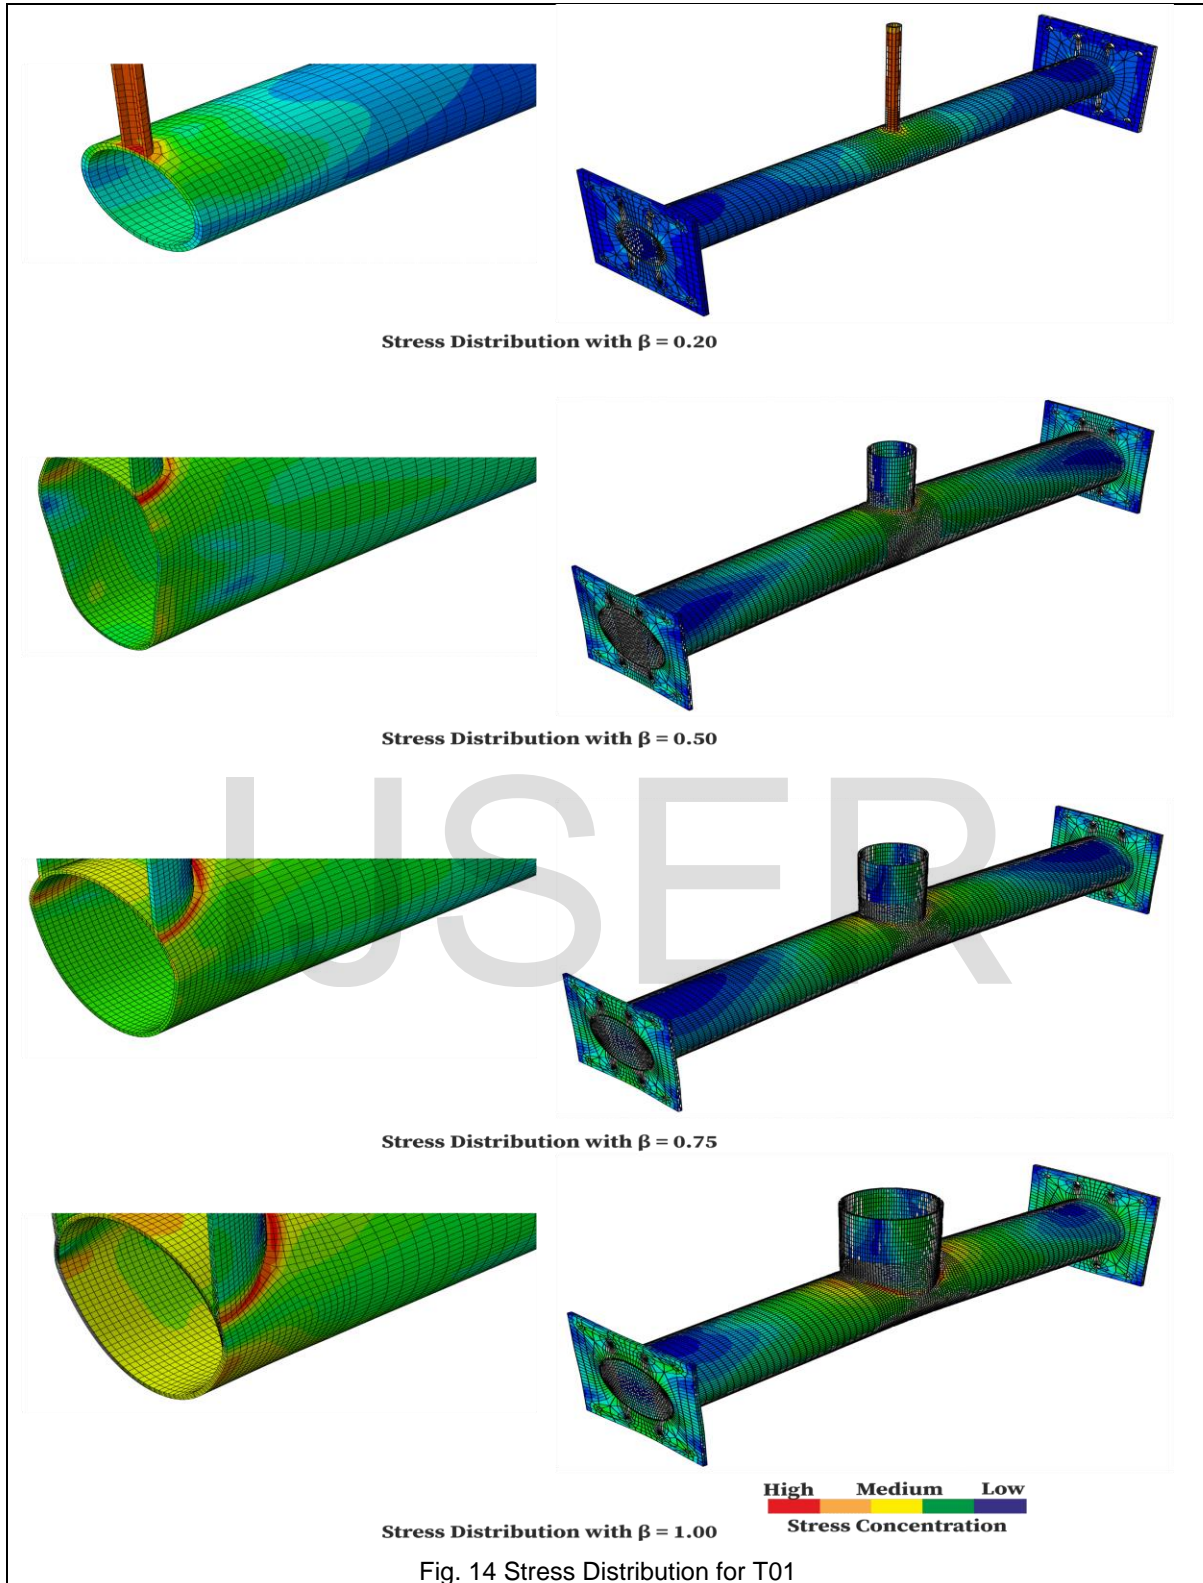 Stress Distribution with β = 0.20
Stress Distribution with β = 0.50
IJSER
Stress Distribution with β = 0.75
High Medium Low
Stress Concentration
Stress Distribution with β = 1.00
Fig. 14 Stress Distribution for T01